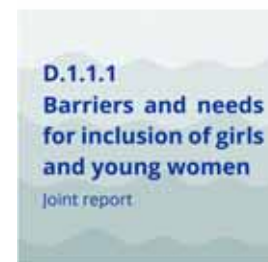 D.1.1.1
Barriers and needs
for inclusion of girls
and young women
Joint report